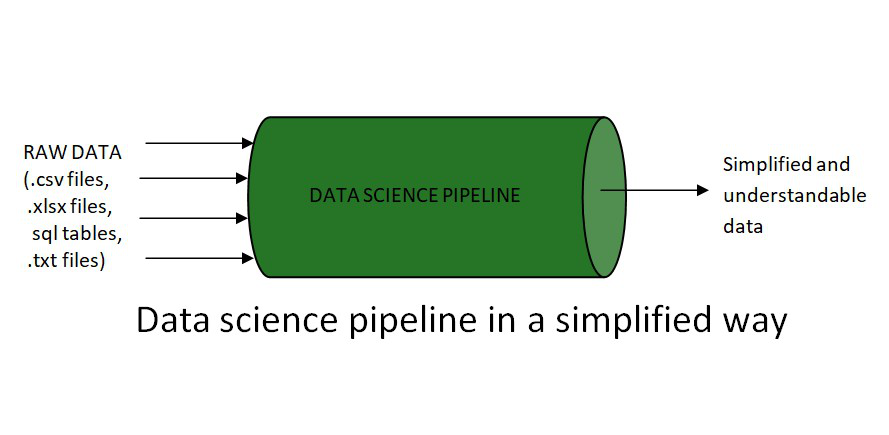 RAW DATA
(.csv files,
.xlsx files,
sql tables,
.txt files)
DATA SCIENCE PIPELINE
Simplified and
understandable
data
Data science pipeline in a simplified way